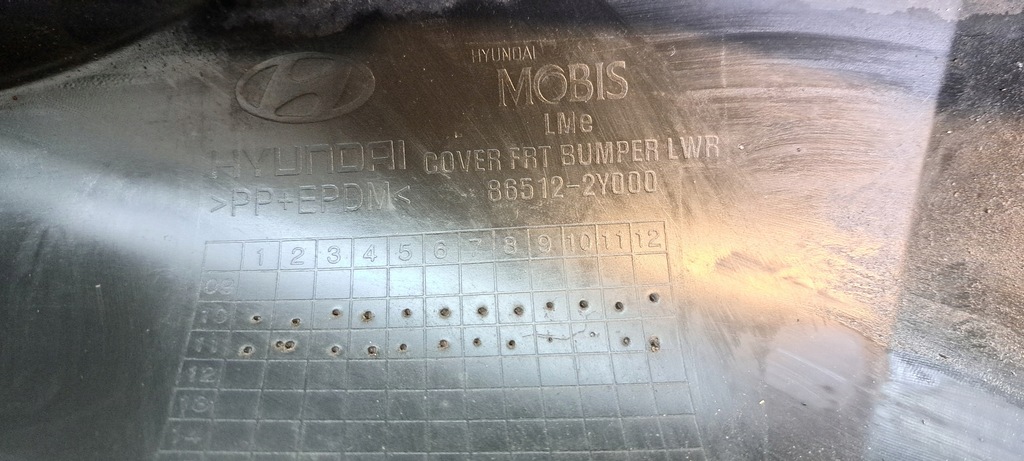 HYUNDAI
MOBIS
LMe
HYUNDAI COVER FRT BUMPER LWR
>PP+EPDM< 86512-2Y000
1 2 3 4 5 6 7 8 9 10 11 12
09
10
11
12
13
14